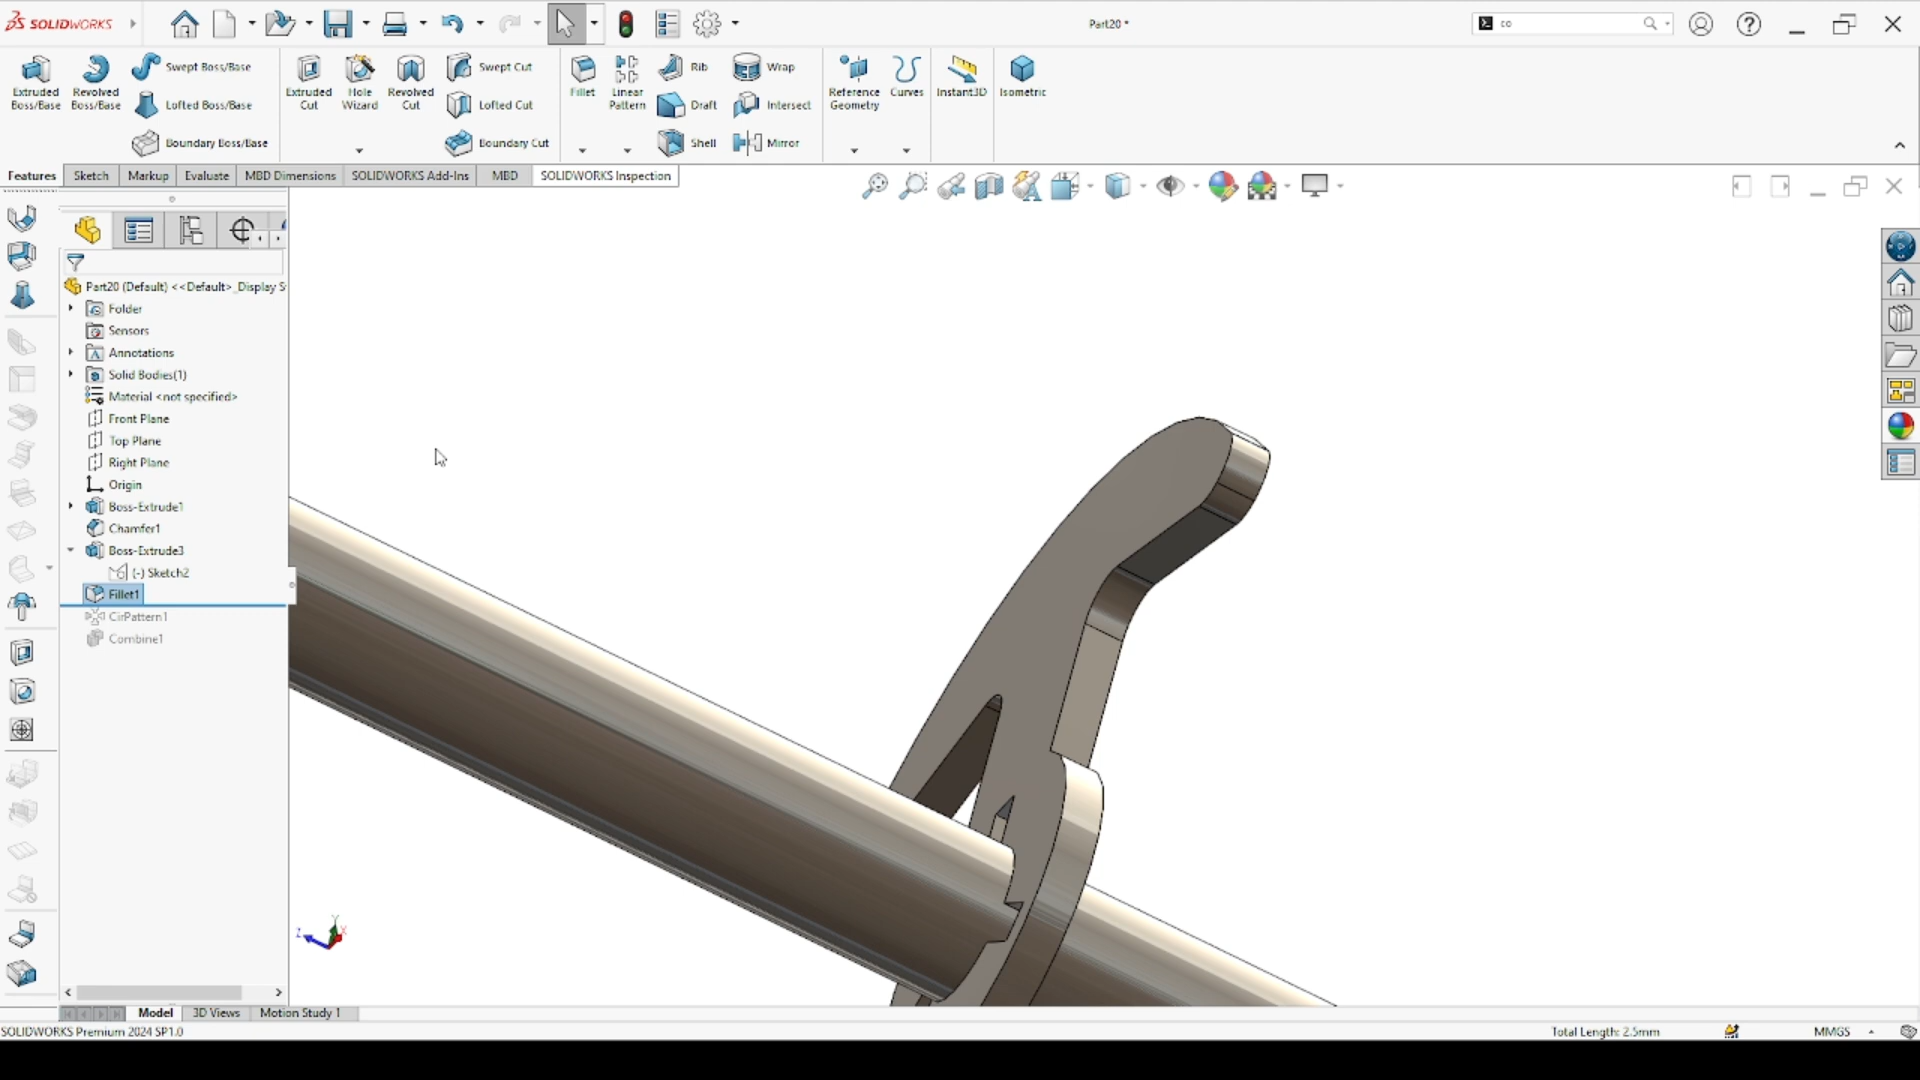 SOLIDWORKS
Part20 *
co
Extruded Boss/Base
Revolved Boss/Base
Swept Boss/Base
Lofted Boss/Base
Boundary Boss/Base
Extruded Cut
Hole Wizard
Revolved Cut
Swept Cut
Lofted Cut
Boundary Cut
Fillet
Linear Pattern
Rib
Draft
Shell
Wrap
Intersect
Mirror
Reference Geometry
Curves
Instant3D
Isometric
Features Sketch Markup Evaluate MBD Dimensions SOLIDWORKS Add-Ins MBD SOLIDWORKS Inspection
Part20 (Default) <<Default>_Display S
Folder
Sensors
Annotations
Solid Bodies(1)
Material <not specified>
Front Plane
Top Plane
Right Plane
Origin
Boss-Extrude1
Chamfer1
Boss-Extrude3
(-) Sketch2
Fillet1
CirPattern1
Combine1
Y
Z
X
Model 3D Views Motion Study 1
SOLIDWORKS Premium 2024 SP1.0
Total Length: 2.5mm
MMGS